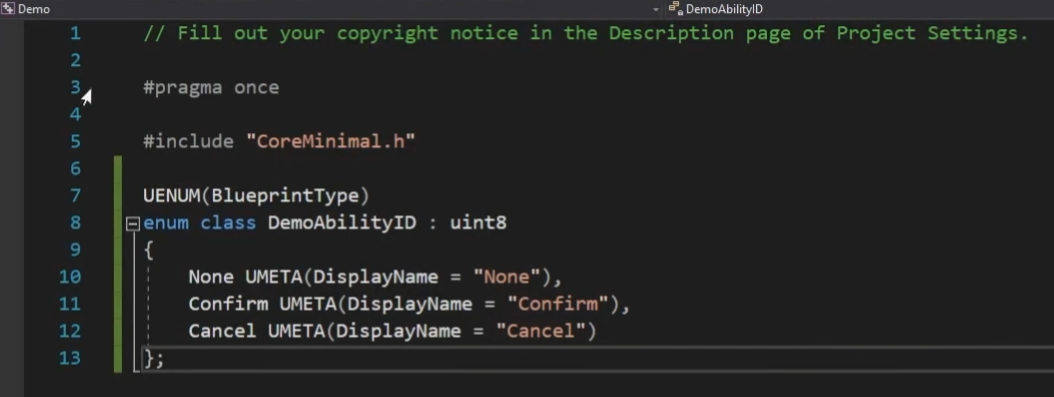 Demo DemoAbilityID
1 // Fill out your copyright notice in the Description page of Project Settings.
2
3 #pragma once
4
5 #include "CoreMinimal.h"
6
7 UENUM(BlueprintType)
8 enum class DemoAbilityID : uint8
9 {
10 None UMETA(DisplayName = "None"),
11 Confirm UMETA(DisplayName = "Confirm"),
12 Cancel UMETA(DisplayName = "Cancel")
13 };